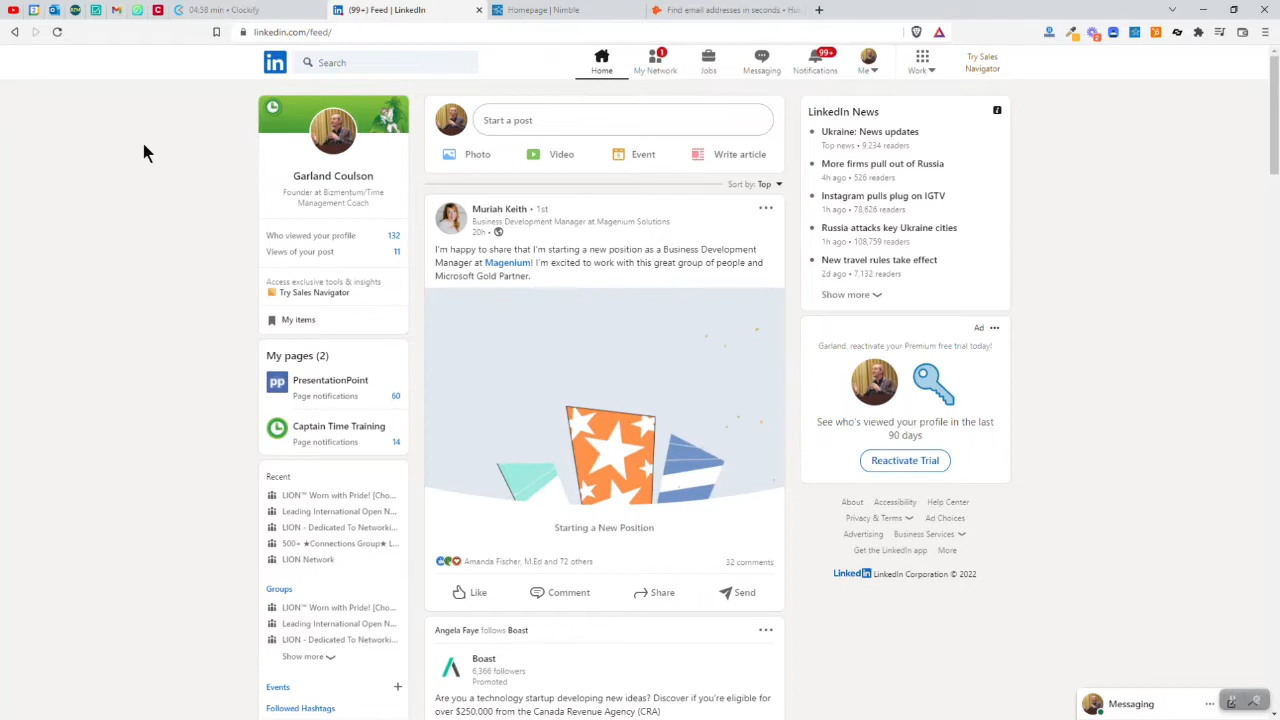 04:58 min / Clockify
(99+) Feed | LinkedIn
Homepage | Nimble
Find email addresses in seconds • Hu
linkedin.com/feed/
Search
Home
1
My Network
Jobs
Messaging
99+
Notifications
Me
Work
Try Sales
Navigator
Garland Coulson
Founder at Bizmentum/Time
Management Coach
Who viewed your profile 132
Views of your post 11
Access exclusive tools & insights
Try Sales Navigator
My items
My pages (2)
pp PresentationPoint
Page notifications 60
Captain Time Training
Page notifications 14
Recent
LION™ Worn with Pride! [Cho...
Leading International Open N...
LION - Dedicated To Networki...
500+ ★Connections Group★ L...
LION Network
Groups
LION™ Worn with Pride! [Cho...
Leading International Open N...
LION - Dedicated To Networki...
Show more
Events +
Followed Hashtags
Start a post
Photo
Video
Event
Write article
Sort by: Top
Muriah Keith • 1st
Business Development Manager at Magenium Solutions
20h •
I'm happy to share that I'm starting a new position as a Business Development
Manager at Magenium! I'm excited to work with this great group of people and
Microsoft Gold Partner.
Starting a New Position
Amanda Fischer, M.Ed and 72 others 32 comments
Like
Comment
Share
Send
Angela Faye follows Boast
Boast
6,366 followers
Promoted
Are you a technology startup developing new ideas? Discover if you're eligible for
over $250,000 from the Canada Revenue Agency (CRA)
LinkedIn News
Ukraine: News updates
Top news • 9,234 readers
More firms pull out of Russia
4h ago • 526 readers
Instagram pulls plug on IGTV
1h ago • 78,626 readers
Russia attacks key Ukraine cities
1h ago • 108,759 readers
New travel rules take effect
2d ago • 7,132 readers
Show more
Ad
Garland, reactivate your Premium free trial today!
See who's viewed your profile in the last
90 days
Reactivate Trial
About Accessibility Help Center
Privacy & Terms Ad Choices
Advertising Business Services
Get the LinkedIn app More
LinkedIn LinkedIn Corporation © 2022
Messaging